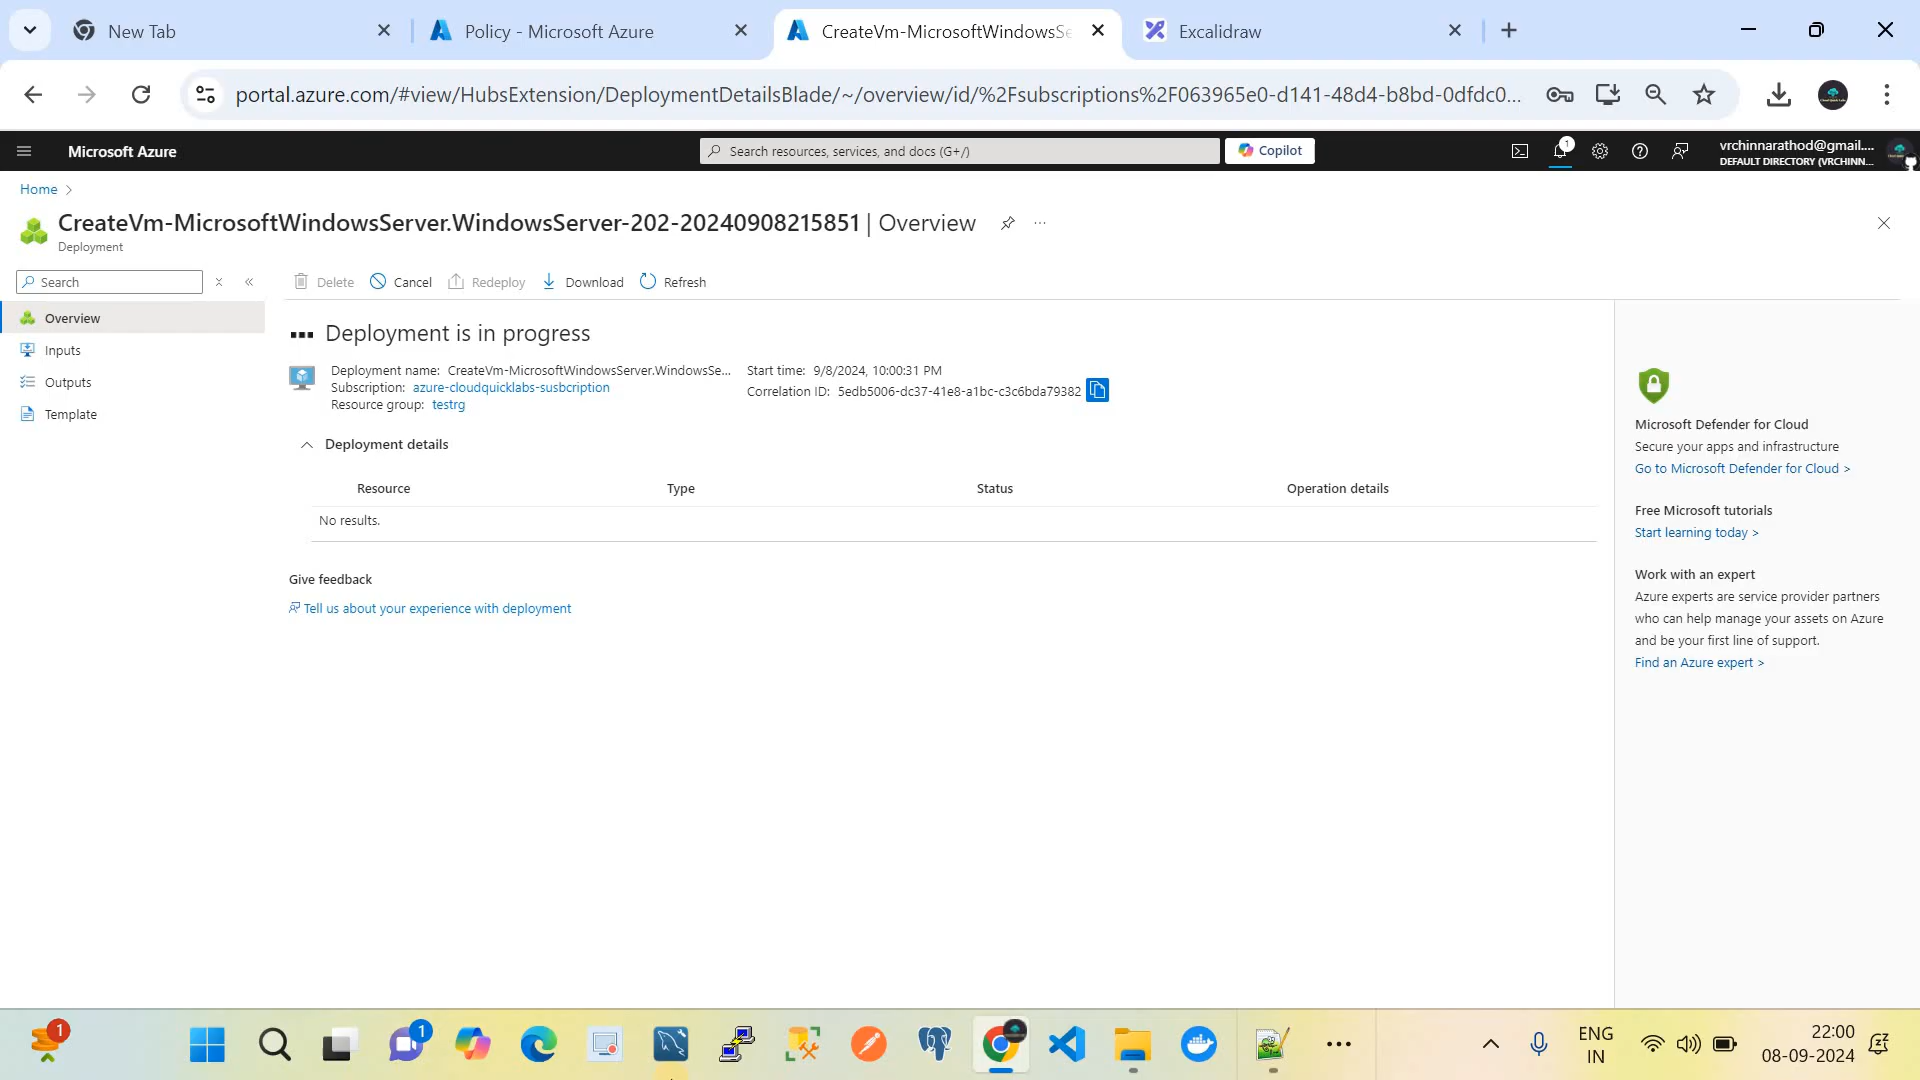 New Tab
Policy - Microsoft Azure
CreateVm-MicrosoftWindowsSe
Excalidraw
portal.azure.com/#view/HubsExtension/DeploymentDetailsBlade/~/overview/id/%2Fsubscriptions%2F063965e0-d141-48d4-b8bd-0dfdc0...
Microsoft Azure
Search resources, services, and docs (G+/)
Copilot
1
vrchinnarathod@gmail....
DEFAULT DIRECTORY (VRCHINN...
Home
CreateVm-MicrosoftWindowsServer.WindowsServer-202-20240908215851 | Overview
Deployment
Search
Delete
Cancel
Redeploy
Download
Refresh
Overview
Inputs
Outputs
Template
Deployment is in progress
Deployment name: CreateVm-MicrosoftWindowsServer.WindowsSe...
Subscription: azure-cloudquicklabs-susbcription
Resource group: testrg
Start time: 9/8/2024, 10:00:31 PM
Correlation ID: 5edb5006-dc37-41e8-a1bc-c3c6bda79382
Deployment details
Resource
Type
Status
Operation details
No results.
Give feedback
Tell us about your experience with deployment
Microsoft Defender for Cloud
Secure your apps and infrastructure
Go to Microsoft Defender for Cloud >
Free Microsoft tutorials
Start learning today >
Work with an expert
Azure experts are service provider partners
who can help manage your assets on Azure
and be your first line of support.
Find an Azure expert >
1
1
ENG
IN
22:00
08-09-2024